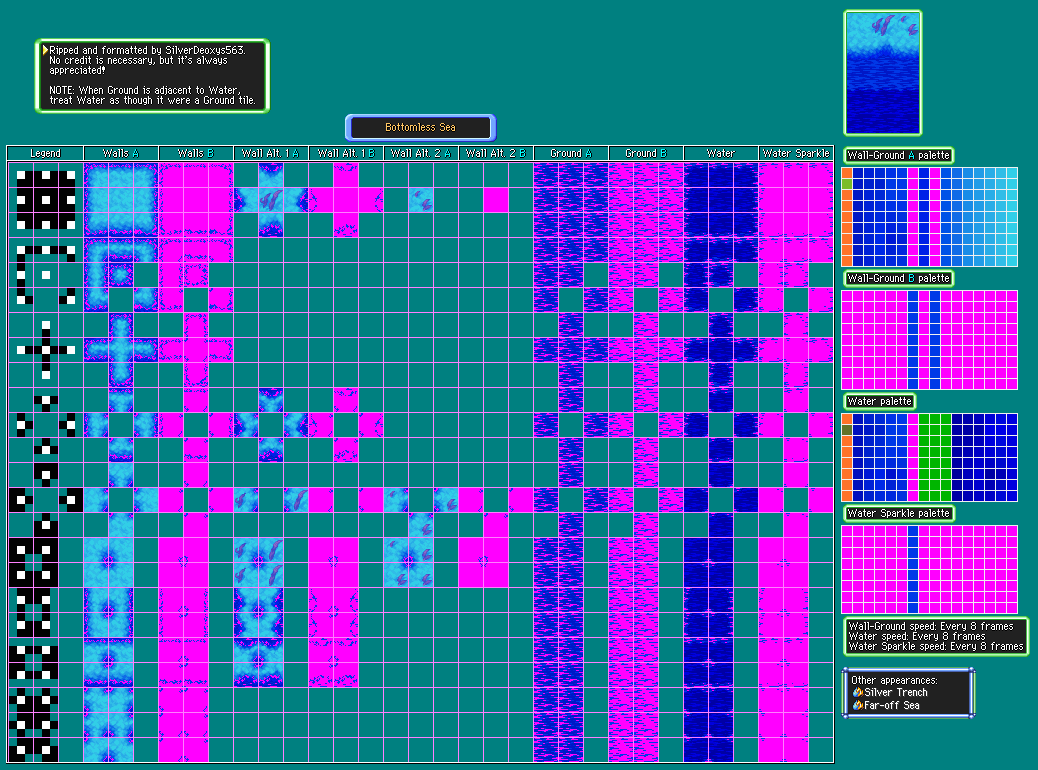 Ripped and formatted by SilverDeoxys563.
No credit is necessary, but it's always
appreciated!
NOTE: When Ground is adjacent to Water,
treat Water as though it were a Ground tile.
Bottomless Sea
Legend Walls A Walls B Wall Alt. 1 A Wall Alt. 1 B Wall Alt. 2 A Wall Alt. 2 B Ground A Ground B Water Water Sparkle
Wall-Ground A palette
Wall-Ground B palette
Water palette
Water Sparkle palette
Wall-Ground speed: Every 8 frames
Water speed: Every 8 frames
Water Sparkle speed: Every 8 frames
Other appearances:
Silver Trench
Far-off Sea